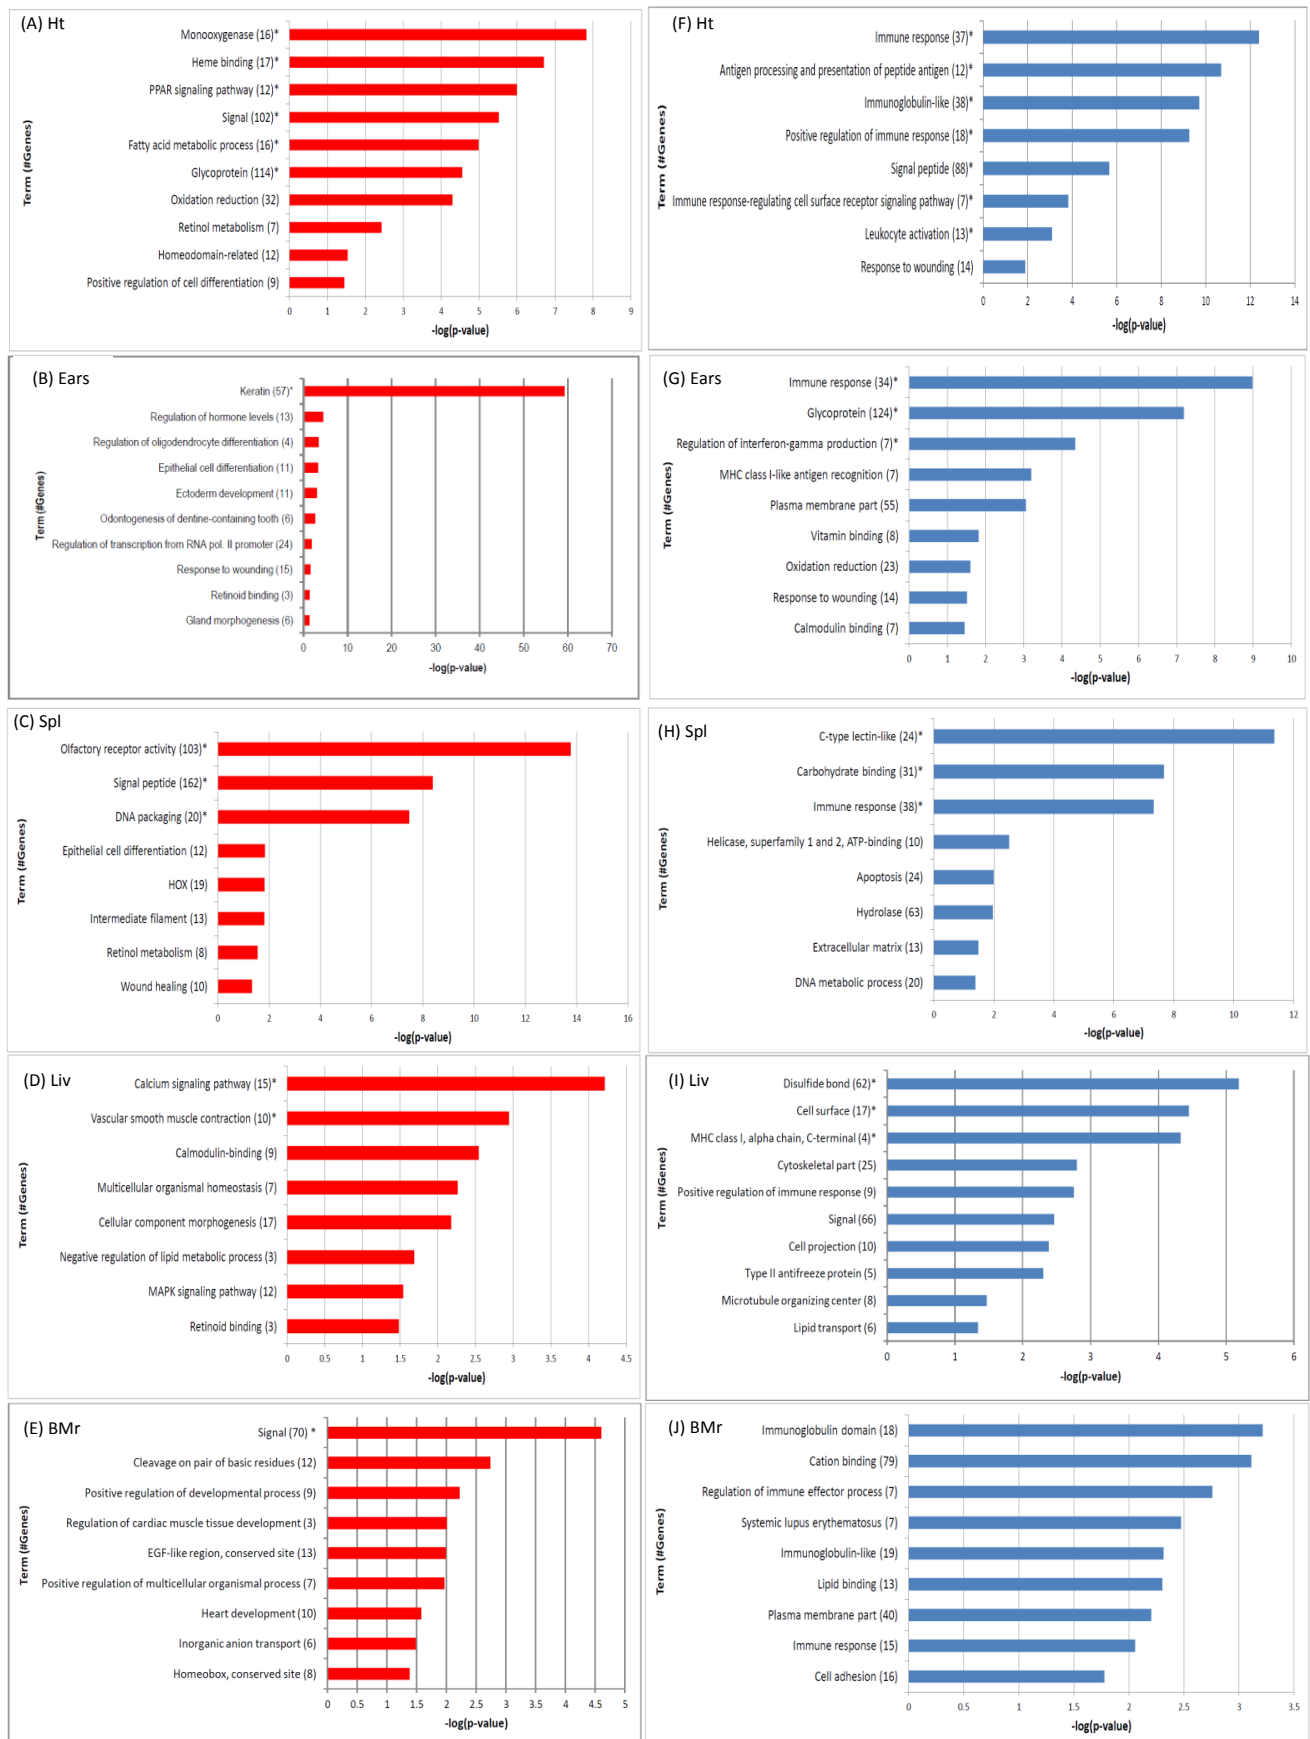 (A) Ht
Term (#Genes)
Monooxygenase (16)*
Heme binding (17)*
PPAR signaling pathway (12)*
Signal (102)*
Fatty acid metabolic process (16)*
Glycoprotein (114)*
Oxidation reduction (32)
Retinol metabolism (7)
Homeodomain-related (12)
Positive regulation of cell differentiation (9)
0 1 2 3 4 5 6 7 8 9
-log(p-value)
(F) Ht
Term (#Genes)
Immune response (37)*
Antigen processing and presentation of peptide antigen (12)*
Immunoglobulin-like (38)*
Positive regulation of immune response (18)*
Signal peptide (88)*
Immune response-regulating cell surface receptor signaling pathway (7)*
Leukocyte activation (13)*
Response to wounding (14)
0 2 4 6 8 10 12 14
-log(p-value)
(B) Ears
Term (#Genes)
Keratin (57)*
Regulation of hormone levels (13)
Regulation of oligodendrocyte differentiation (4)
Epithelial cell differentiation (11)
Ectoderm development (11)
Odontogenesis of dentine-containing tooth (6)
Regulation of transcription from RNA pol. II promoter (24)
Response to wounding (15)
Retinoid binding (3)
Gland morphogenesis (6)
0 10 20 30 40 50 60 70
-log(p-value)
(G) Ears
Term (#Genes)
Immune response (34)*
Glycoprotein (124)*
Regulation of interferon-gamma production (7)*
MHC class I-like antigen recognition (7)
Plasma membrane part (55)
Vitamin binding (8)
Oxidation reduction (23)
Response to wounding (14)
Calmodulin binding (7)
0 1 2 3 4 5 6 7 8 9 10
-log(p-value)
(C) Spl
Term (#Genes)
Olfactory receptor activity (103)*
Signal peptide (162)*
DNA packaging (20)*
Epithelial cell differentiation (12)
HOX (19)
Intermediate filament (13)
Retinol metabolism (8)
Wound healing (10)
0 2 4 6 8 10 12 14 16
-log(p-value)
(H) Spl
Term (#Genes)
C-type lectin-like (24)*
Carbohydrate binding (31)*
Immune response (38)*
Helicase, superfamily 1 and 2, ATP-binding (10)
Apoptosis (24)
Hydrolase (63)
Extracellular matrix (13)
DNA metabolic process (20)
0 2 4 6 8 10 12
-log(p-value)
(D) Liv
Term (#Genes)
Calcium signaling pathway (15)*
Vascular smooth muscle contraction (10)*
Calmodulin-binding (9)
Multicellular organismal homeostasis (7)
Cellular component morphogenesis (17)
Negative regulation of lipid metabolic process (3)
MAPK signaling pathway (12)
Retinoid binding (3)
0 0.5 1 1.5 2 2.5 3 3.5 4 4.5
-log(p-value)
(I) Liv
Term (#Genes)
Disulfide bond (62)*
Cell surface (17)*
MHC class I, alpha chain, C-terminal (4)*
Cytoskeletal part (25)
Positive regulation of immune response (9)
Signal (66)
Cell projection (10)
Type II antifreeze protein (5)
Microtubule organizing center (8)
Lipid transport (6)
0 1 2 3 4 5 6
-log(p-value)
(E) BMr
Term (#Genes)
Signal (70) *
Cleavage on pair of basic residues (12)
Positive regulation of developmental process (9)
Regulation of cardiac muscle tissue development (3)
EGF-like region, conserved site (13)
Positive regulation of multicellular organismal process (7)
Heart development (10)
Inorganic anion transport (6)
Homeobox, conserved site (8)
0 0.5 1 1.5 2 2.5 3 3.5 4 4.5 5
-log(p-value)
(J) BMr
Term (#Genes)
Immunoglobulin domain (18)
Cation binding (79)
Regulation of immune effector process (7)
Systemic lupus erythematosus (7)
Immunoglobulin-like (19)
Lipid binding (13)
Plasma membrane part (40)
Immune response (15)
Cell adhesion (16)
0 0.5 1 1.5 2 2.5 3 3.5
-log(p-value)